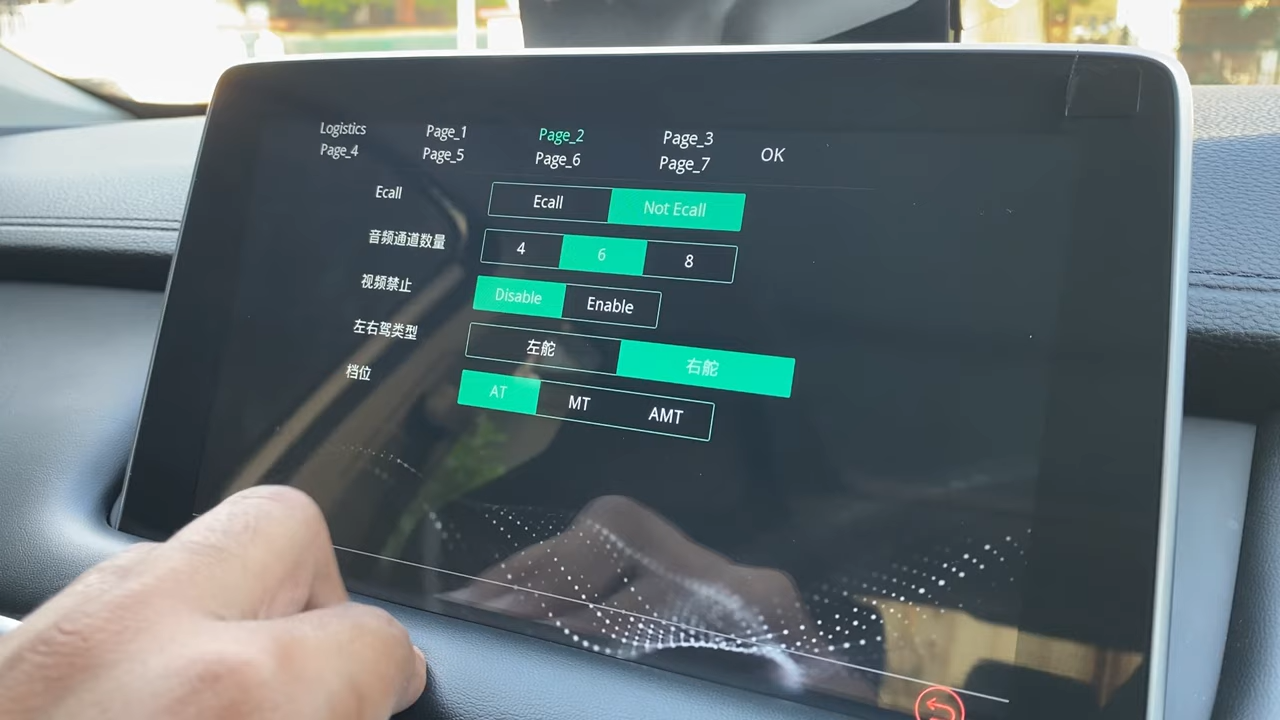 Logistics Page_1 Page_2 Page_3
Page_4 Page_5 Page_6 Page_7 OK
Ecall Ecall Not Ecall
音频通道数量 4 6 8
视频禁止 Disable Enable
左右驾类型 左舵 右舵
档位 AT MT AMT